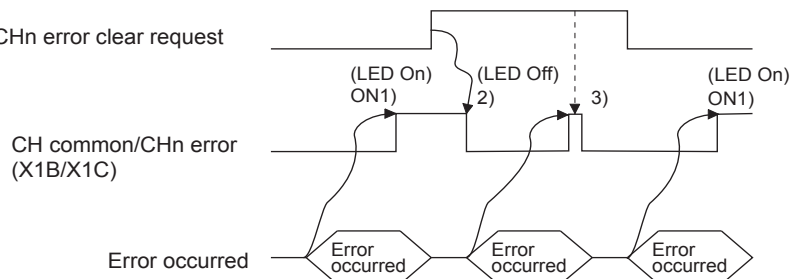 CHn error clear request
(LED On)
ON1)
(LED Off)
2)
3)
(LED On)
ON1)
CH common/CHn error
(X1B/X1C)
Error occurred
Error
occurred
Error
occurred
Error
occurred